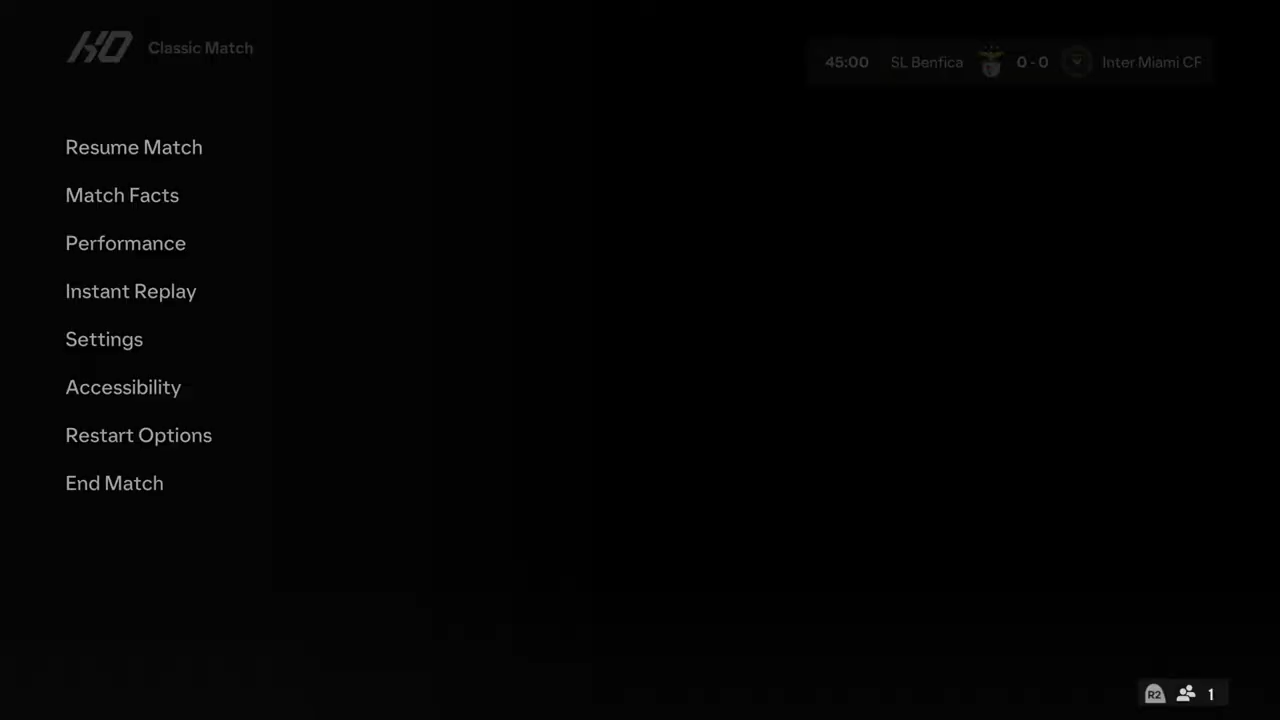 KO Classic Match
45:00 SL Benfica 0 - 0 Inter Miami CF
Resume Match
Match Facts
Performance
Instant Replay
Settings
Accessibility
Restart Options
End Match
R2 1